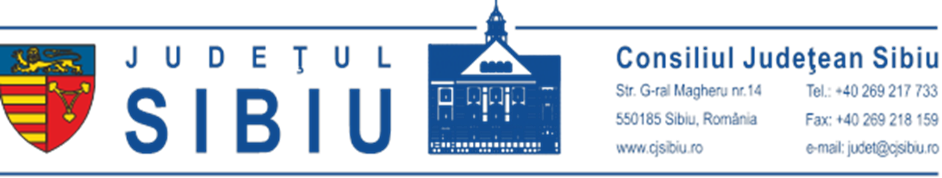 JUDEŢUL
SIBIU
Consiliul Judeţean Sibiu
Str. G-ral Magheru nr.14 Tel.: +40 269 217 733
550185 Sibiu, România Fax: +40 269 218 159
www.cjsibiu.ro e-mail: judet@cjsibiu.ro